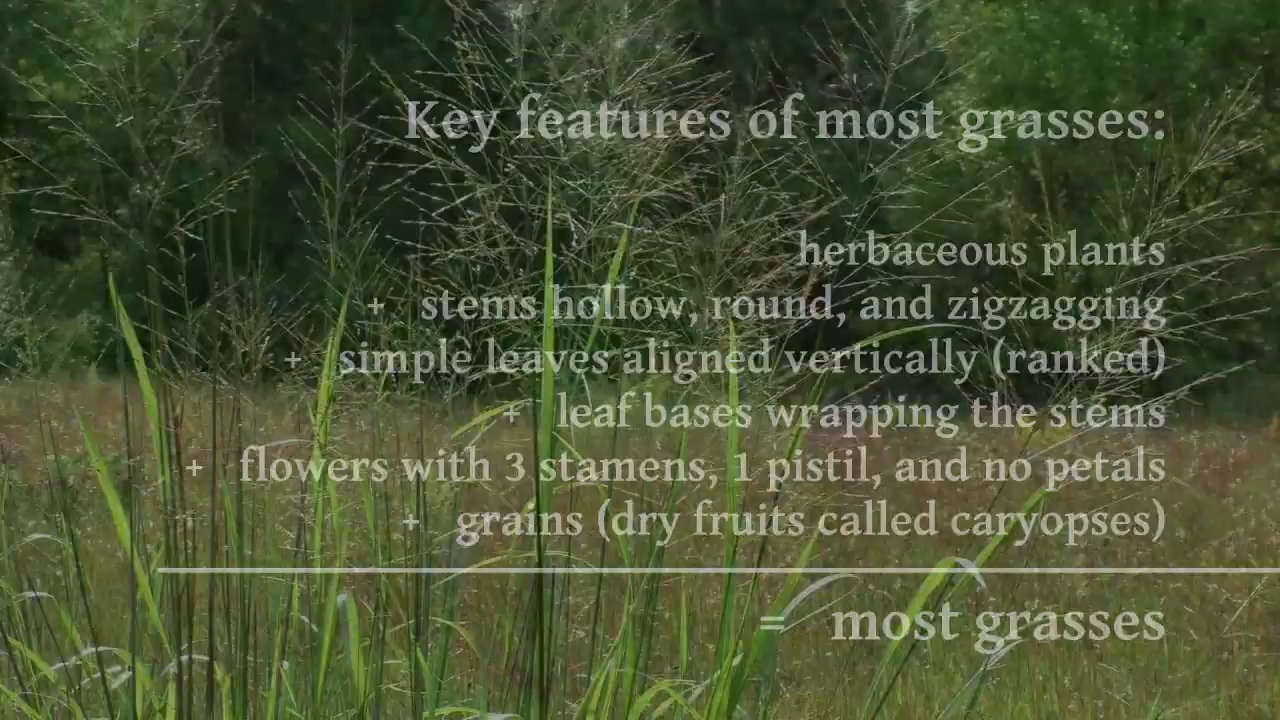 Key features of most grasses:
herbaceous plants
+ stems hollow, round, and zigzagging
+ simple leaves aligned vertically (ranked)
+ leaf bases wrapping the stems
+ flowers with 3 stamens, 1 pistil, and no petals
+ grains (dry fruits called caryopses)
= most grasses